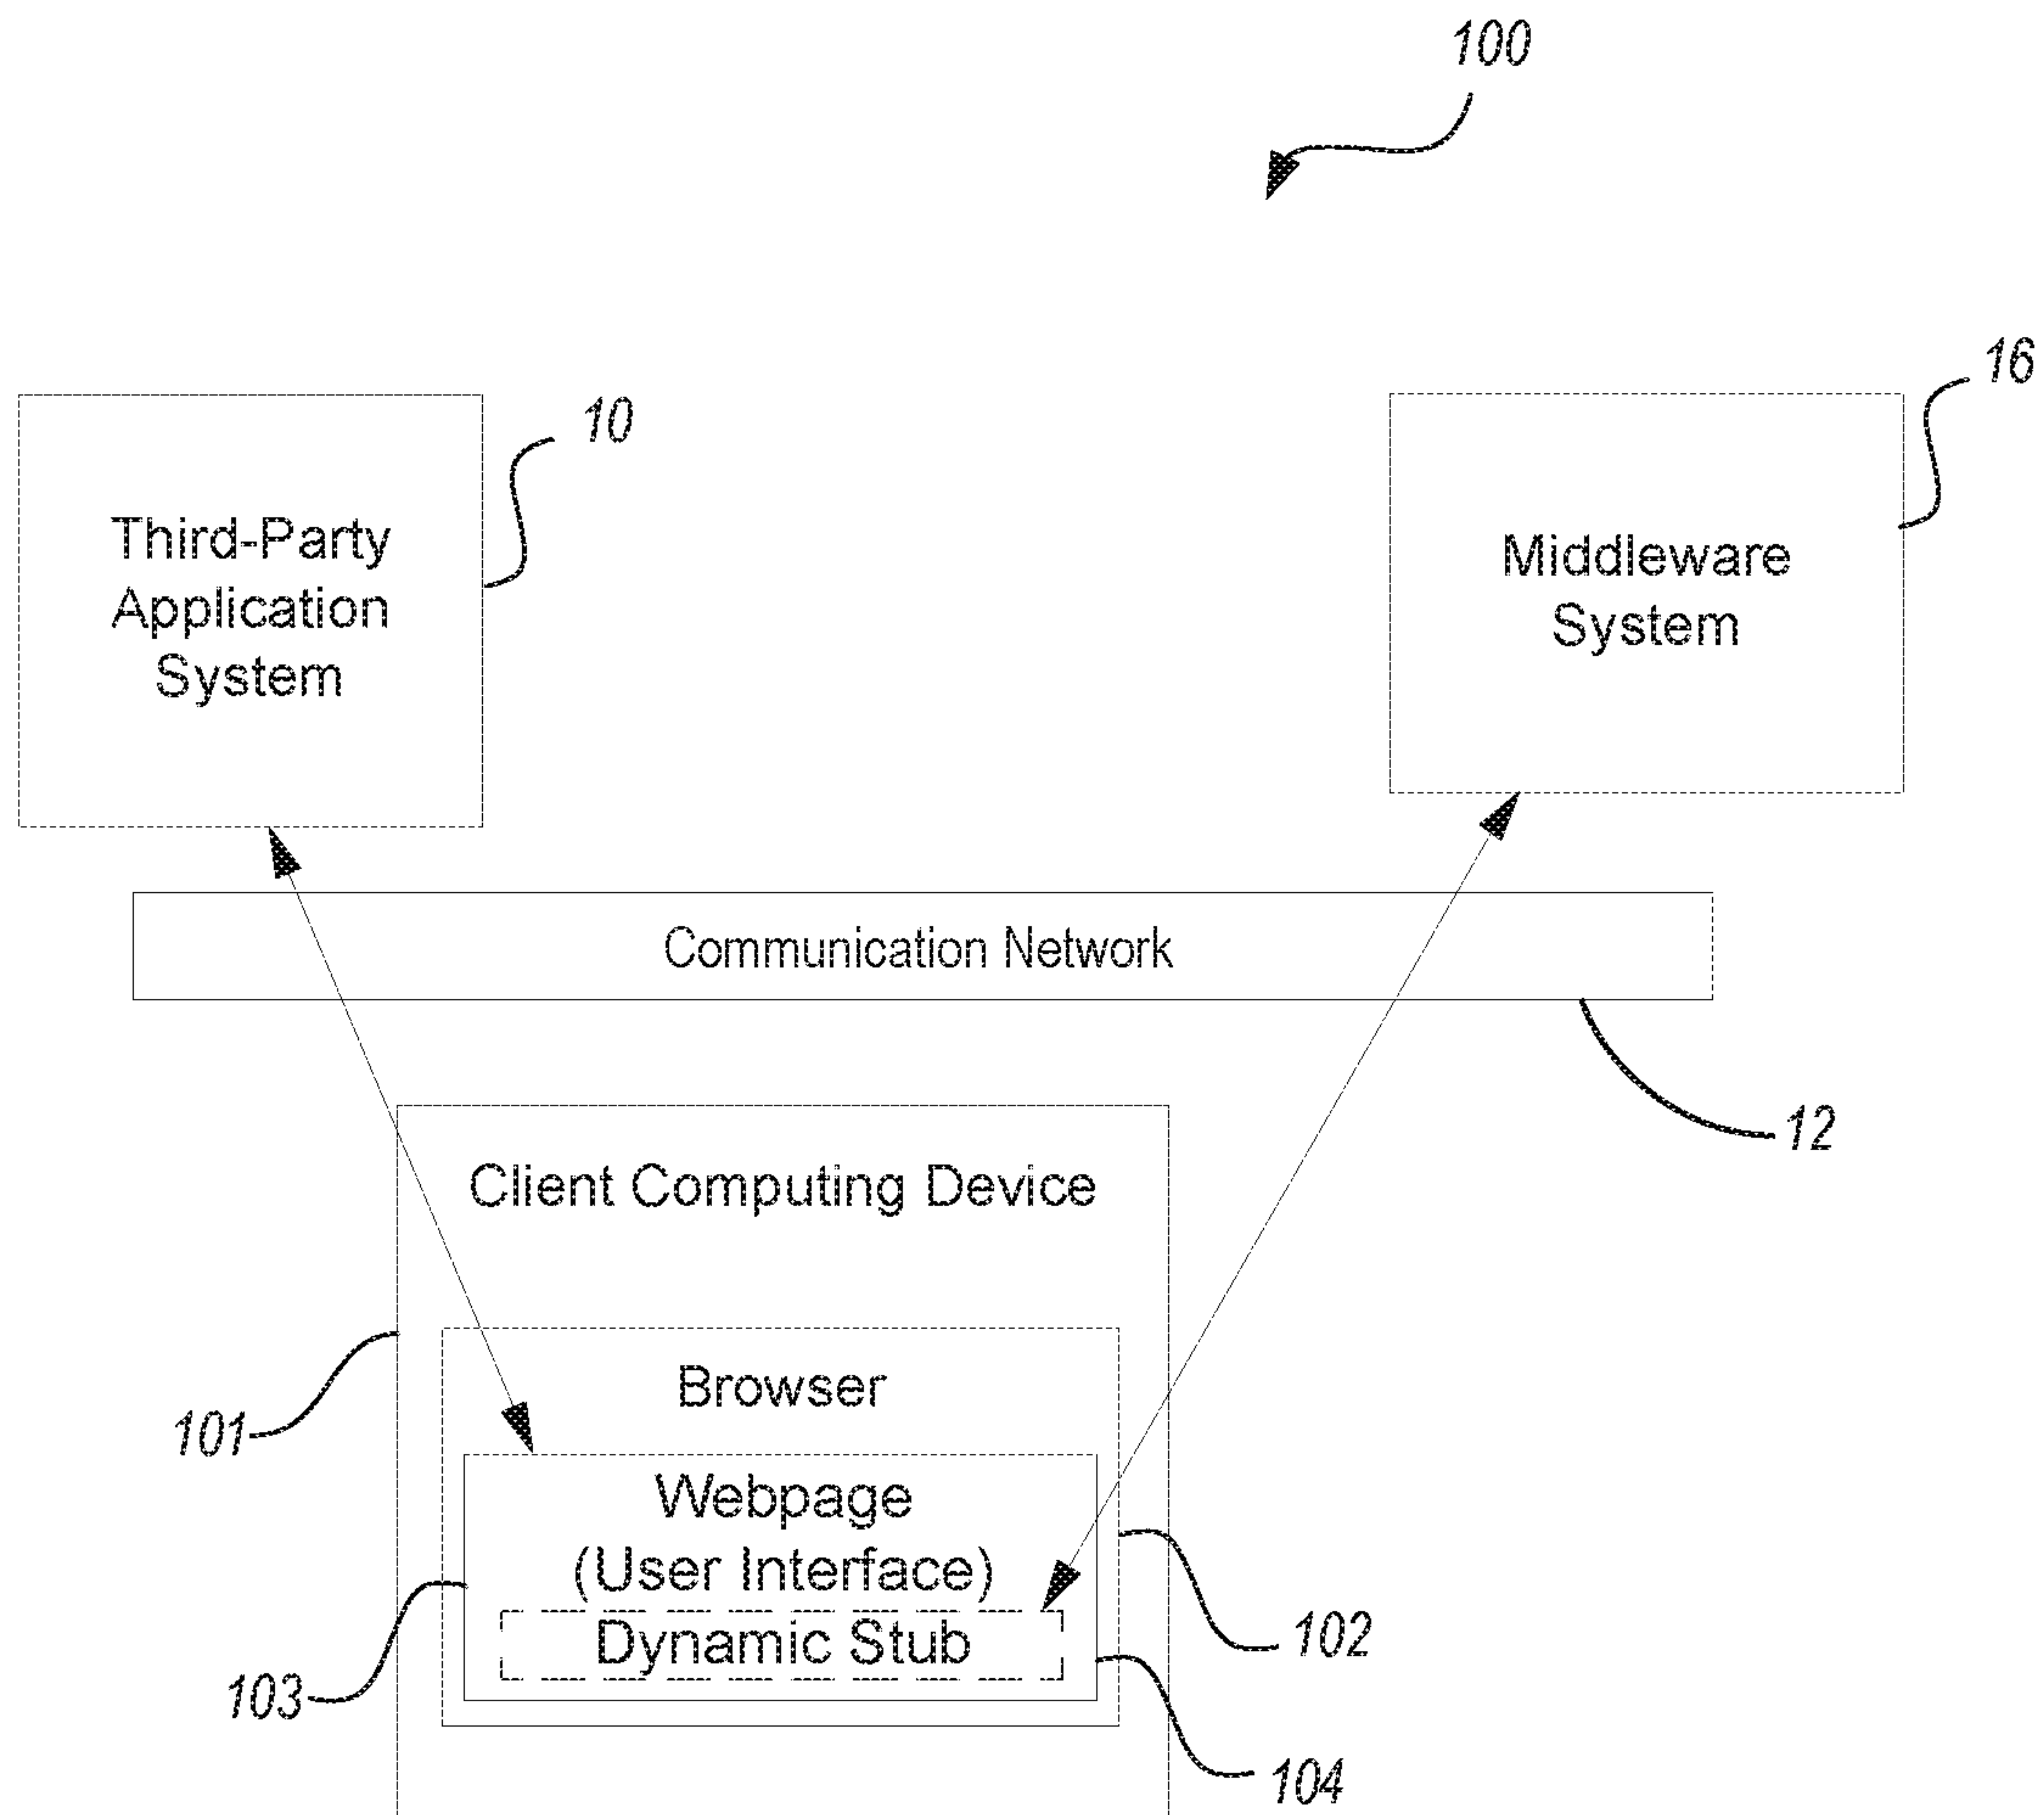 100
16
10
Third-Party
Application
System
Middleware
System
Communication Network
12
Client Computing Device
Browser
101
Webpage
(User Interface)
Dynamic Stub
102
103
104